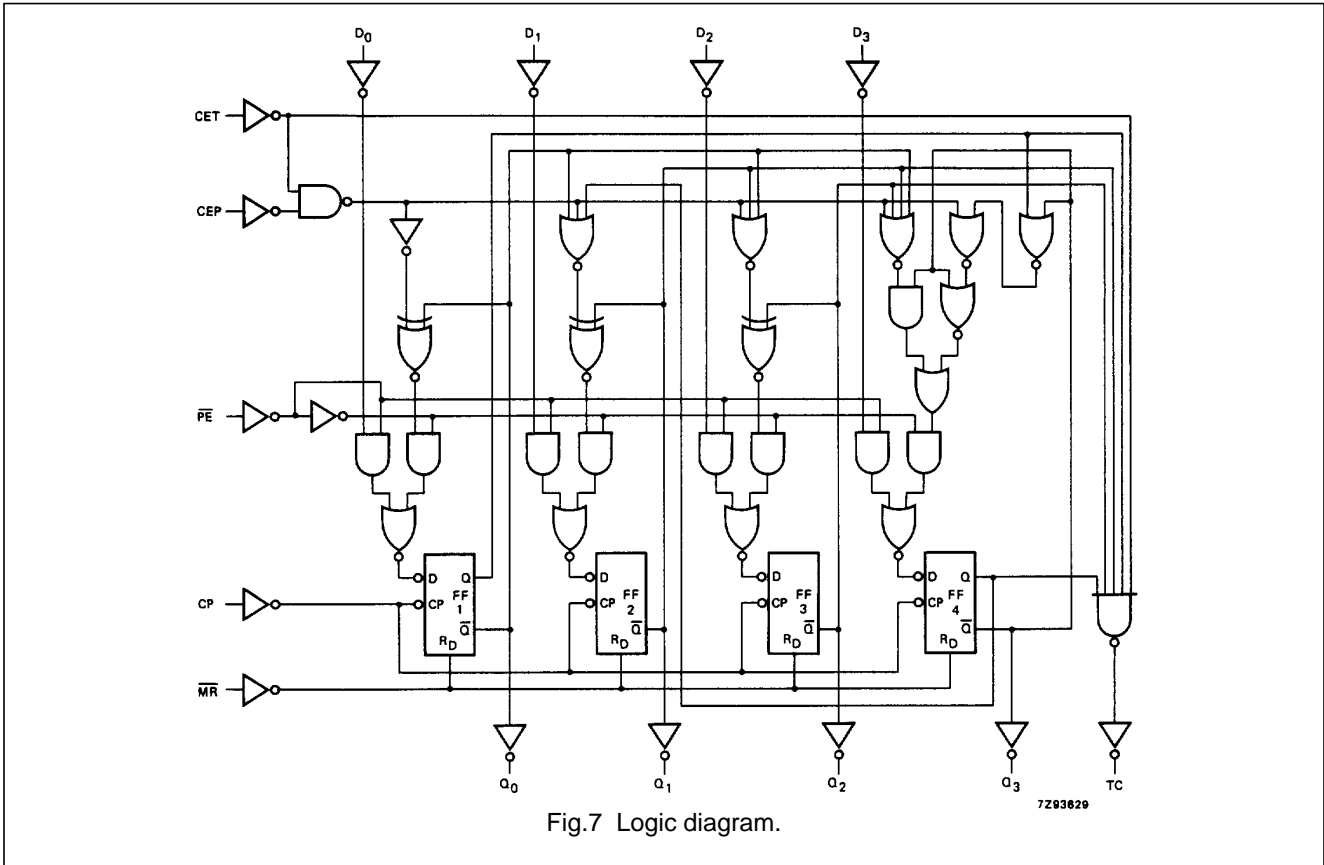 D0 D1 D2 D3
CET
CEP
PE
D Q
FF
1
CP
Q
RD
D
FF
2
CP
Q
RD
D
FF
3
CP
Q
RD
D Q
FF
4
CP
Q
RD
CP
MR
Q0 Q1 Q2 Q3 TC
7Z93629
Fig.7 Logic diagram.